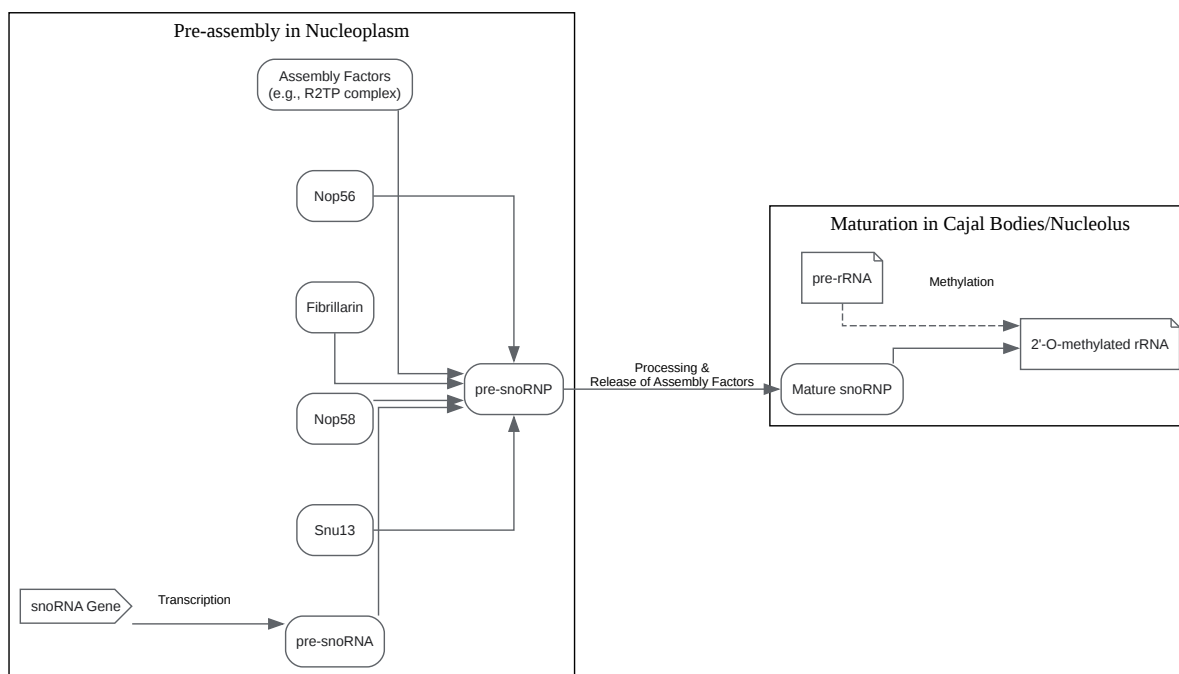 Pre-assembly in Nucleoplasm
Assembly Factors
(e.g., R2TP complex)
Nop56
Fibrillarin
Nop58
Snu13
snoRNA Gene
Transcription
pre-snoRNA
pre-snoRNP
Processing &
Release of Assembly Factors
Maturation in Cajal Bodies/Nucleolus
pre-rRNA
Methylation
2'-O-methylated rRNA
Mature snoRNP